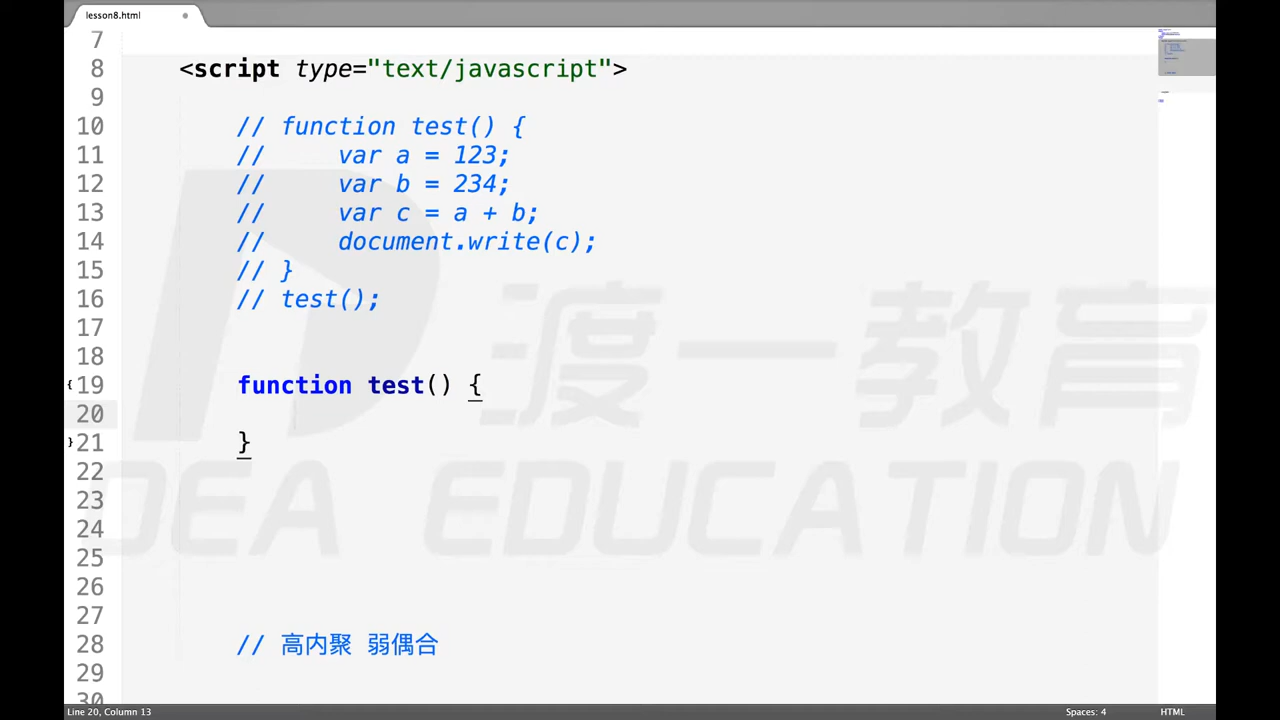 lesson8.html
7
8 <script type="text/javascript">
9
10 // function test() {
11 //     var a = 123;
12 //     var b = 234;
13 //     var c = a + b;
14 //     document.write(c);
15 // }
16 // test();
17
18
19 function test() {
20
21 }
22
23
24
25
26
27
28 // 高内聚 弱偶合
29
30
渡一教育
IDEA EDUCATION
Line 20, Column 13
Spaces: 4
HTML